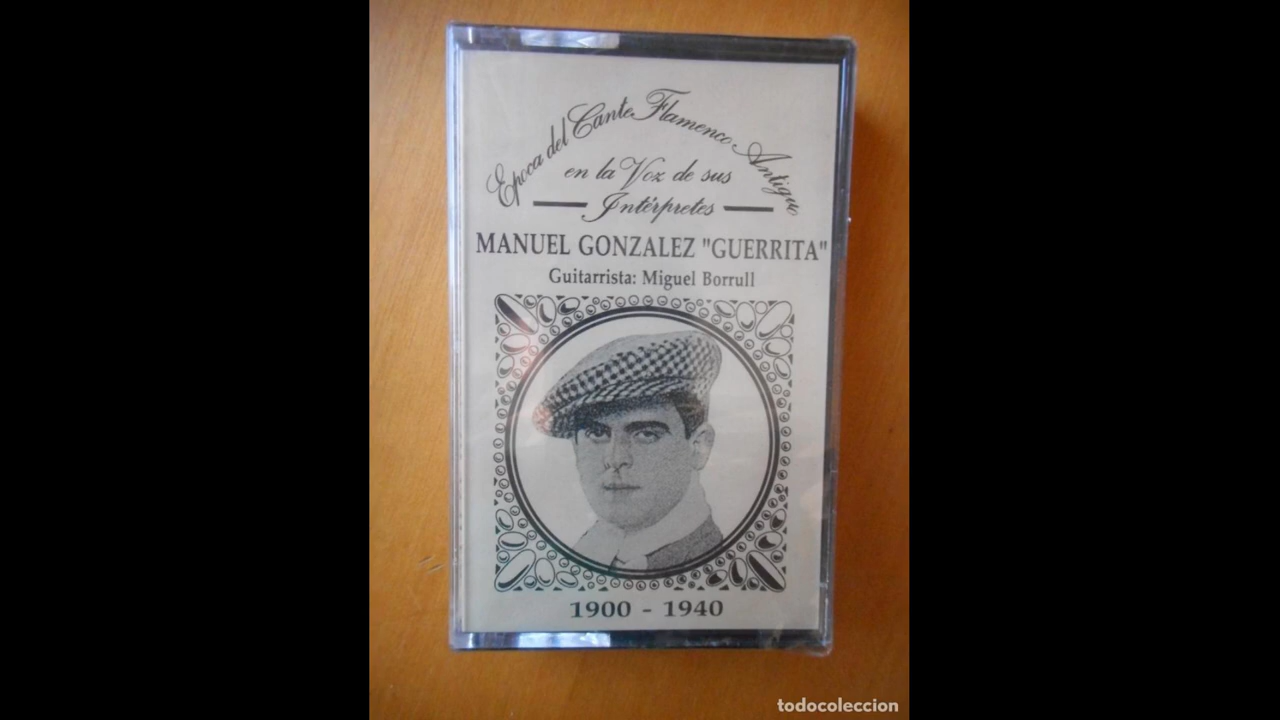 Epoca del Cante Flamenco Antiguo
en la Voz de sus
Intérpretes
MANUEL GONZALEZ "GUERRITA"
Guitarrista: Miguel Borrull
1900 - 1940
todocoleccion